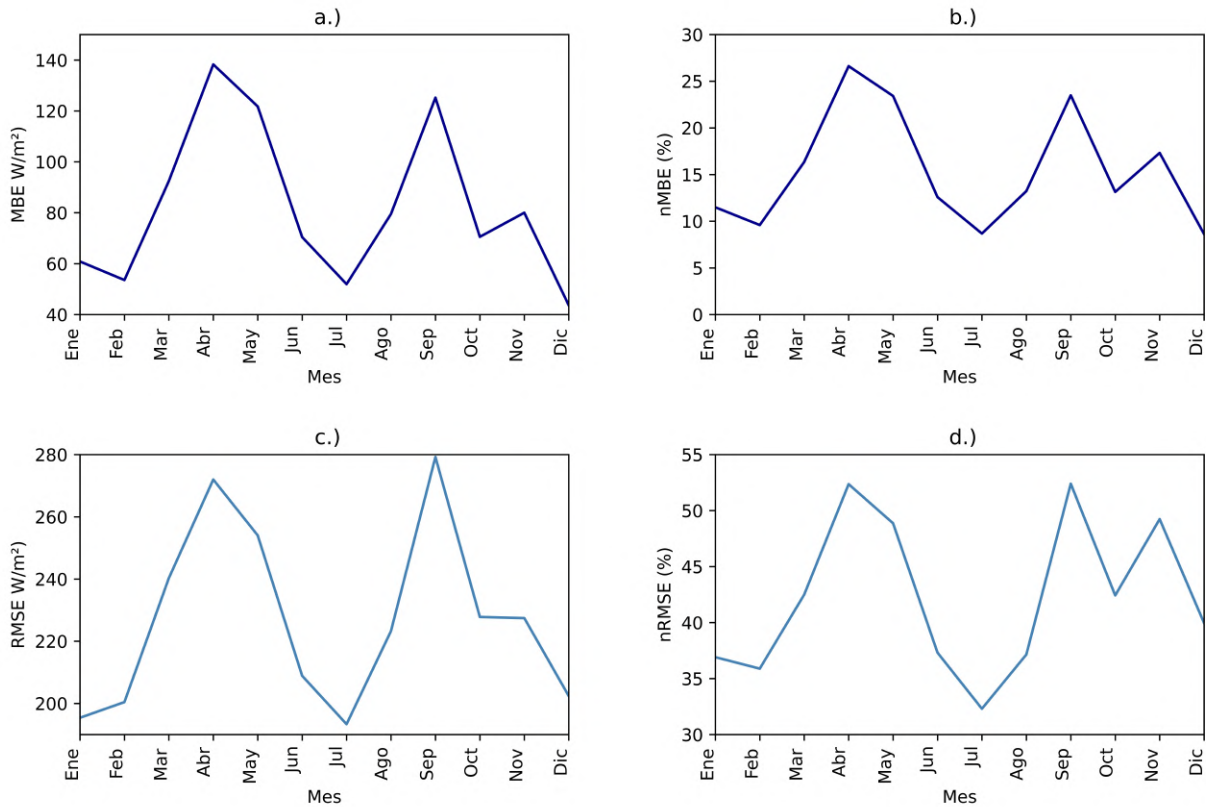 a.)
MBE W/m²
140
120
100
80
60
40
Ene
Feb
Mar
Abr
May
Jun
Jul
Ago
Sep
Oct
Nov
Dic
Mes
b.)
nMBE (%)
30
25
20
15
10
5
0
Ene
Feb
Mar
Abr
May
Jun
Jul
Ago
Sep
Oct
Nov
Dic
Mes
c.)
RMSE W/m²
280
260
240
220
200
Ene
Feb
Mar
Abr
May
Jun
Jul
Ago
Sep
Oct
Nov
Dic
Mes
d.)
nRMSE (%)
55
50
45
40
35
30
Ene
Feb
Mar
Abr
May
Jun
Jul
Ago
Sep
Oct
Nov
Dic
Mes